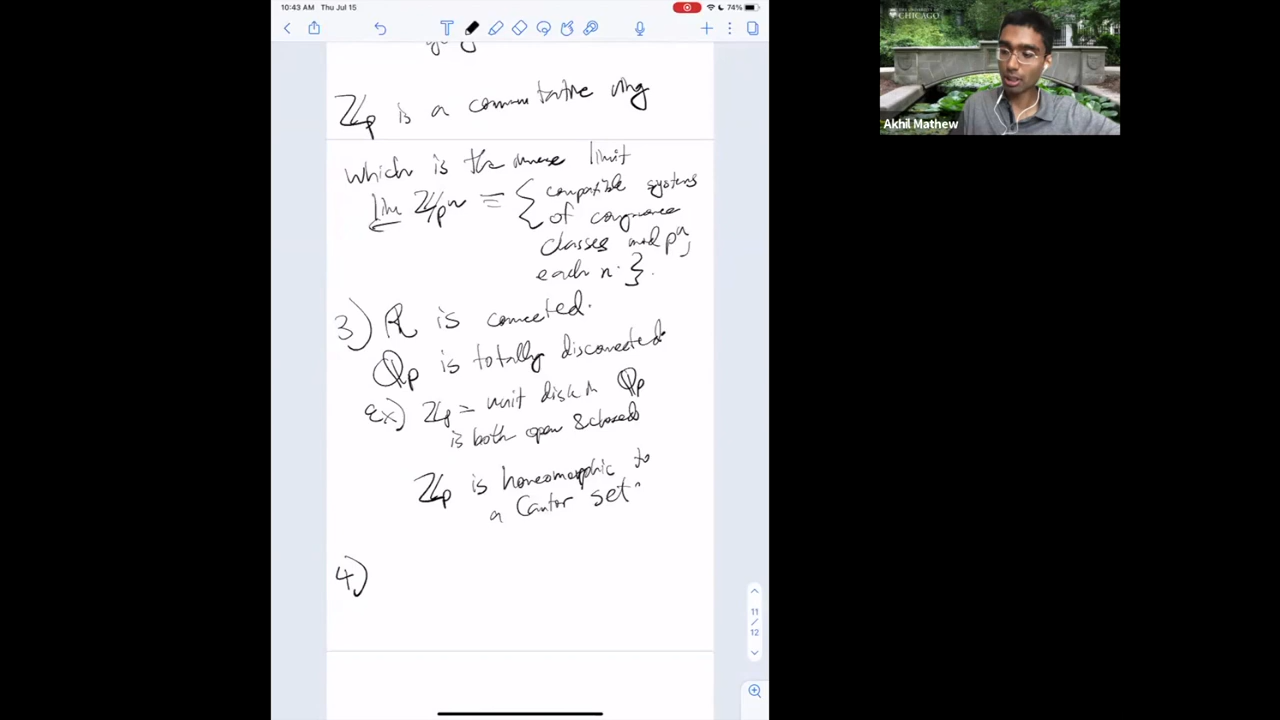 10:43 AM Thu Jul 15
74%
ℤp is a commutative ring
which is the inverse limit
lim ℤ/pⁿ ≡ { compatible systems
of congruence
classes mod pⁿ,
each n. }.
3) ℝ is connected.
ℚp is totally disconnected.
Ex) ℤp = unit disk in ℚp
is both open & closed
ℤp is homeomorphic to
a Cantor set.
4)
11
/
12
CHICAGO
Akhil Mathew